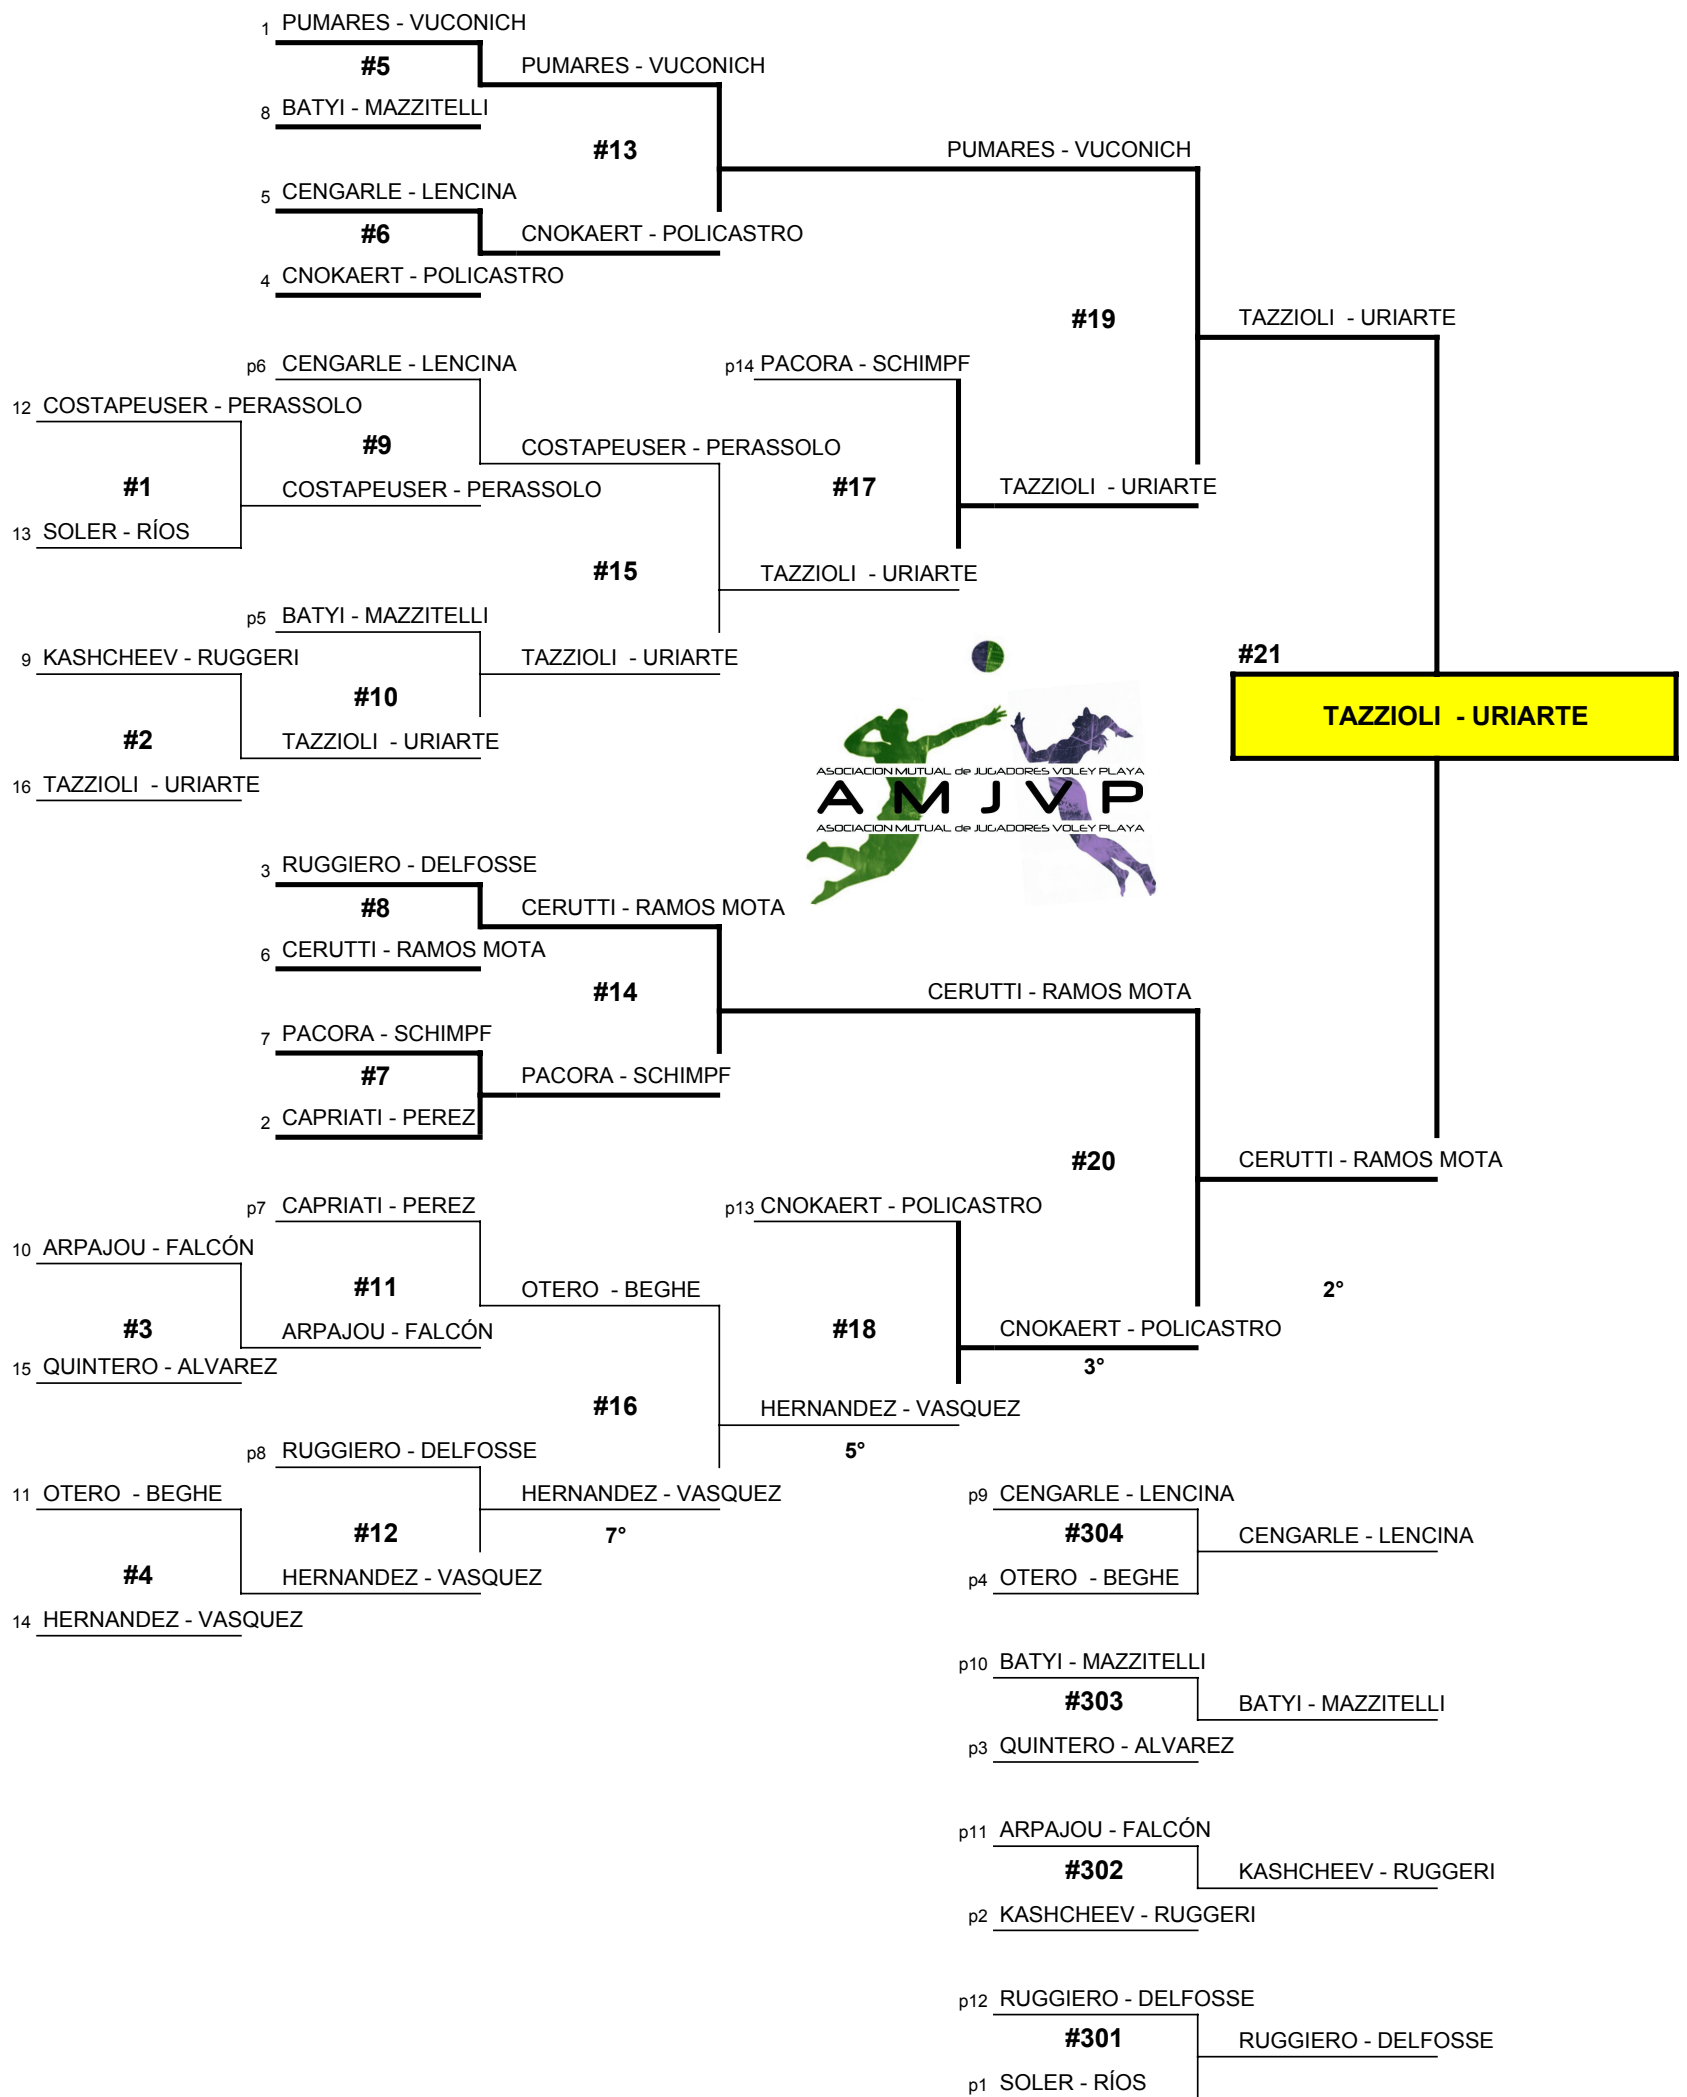 1 PUMARES - VUCONICH
#5 PUMARES - VUCONICH
8 BATYI - MAZZITELLI
#13 PUMARES - VUCONICH
5 CENGARLE - LENCINA
#6 CNOKAERT - POLICASTRO
4 CNOKAERT - POLICASTRO
#19 TAZZIOLI - URIARTE
p6 CENGARLE - LENCINA p14 PACORA - SCHIMPF
12 COSTAPEUSER - PERASSOLO
#9 COSTAPEUSER - PERASSOLO
#1 COSTAPEUSER - PERASSOLO #17 TAZZIOLI - URIARTE
13 SOLER - RÍOS
#15 TAZZIOLI - URIARTE
p5 BATYI - MAZZITELLI
9 KASHCHEEV - RUGGERI TAZZIOLI - URIARTE #21
#10
TAZZIOLI - URIARTE
#2 TAZZIOLI - URIARTE
16 TAZZIOLI - URIARTE
ASOCIACION MUTUAL de JUGADORES VOLEY PLAYA
AMJVP
ASOCIACION MUTUAL de JUGADORES VOLEY PLAYA
3 RUGGIERO - DELFOSSE
#8 CERUTTI - RAMOS MOTA
6 CERUTTI - RAMOS MOTA
#14 CERUTTI - RAMOS MOTA
7 PACORA - SCHIMPF
#7 PACORA - SCHIMPF
2 CAPRIATI - PEREZ
#20 CERUTTI - RAMOS MOTA
p7 CAPRIATI - PEREZ p13 CNOKAERT - POLICASTRO
10 ARPAJOU - FALCÓN
#11 OTERO - BEGHE 2°
#3 ARPAJOU - FALCÓN #18 CNOKAERT - POLICASTRO
15 QUINTERO - ALVAREZ 3°
#16 HERNANDEZ - VASQUEZ
p8 RUGGIERO - DELFOSSE 5°
11 OTERO - BEGHE HERNANDEZ - VASQUEZ p9 CENGARLE - LENCINA
#12 7° #304 CENGARLE - LENCINA
#4 HERNANDEZ - VASQUEZ p4 OTERO - BEGHE
14 HERNANDEZ - VASQUEZ
p10 BATYI - MAZZITELLI
#303 BATYI - MAZZITELLI
p3 QUINTERO - ALVAREZ
p11 ARPAJOU - FALCÓN
#302 KASHCHEEV - RUGGERI
p2 KASHCHEEV - RUGGERI
p12 RUGGIERO - DELFOSSE
#301 RUGGIERO - DELFOSSE
p1 SOLER - RÍOS